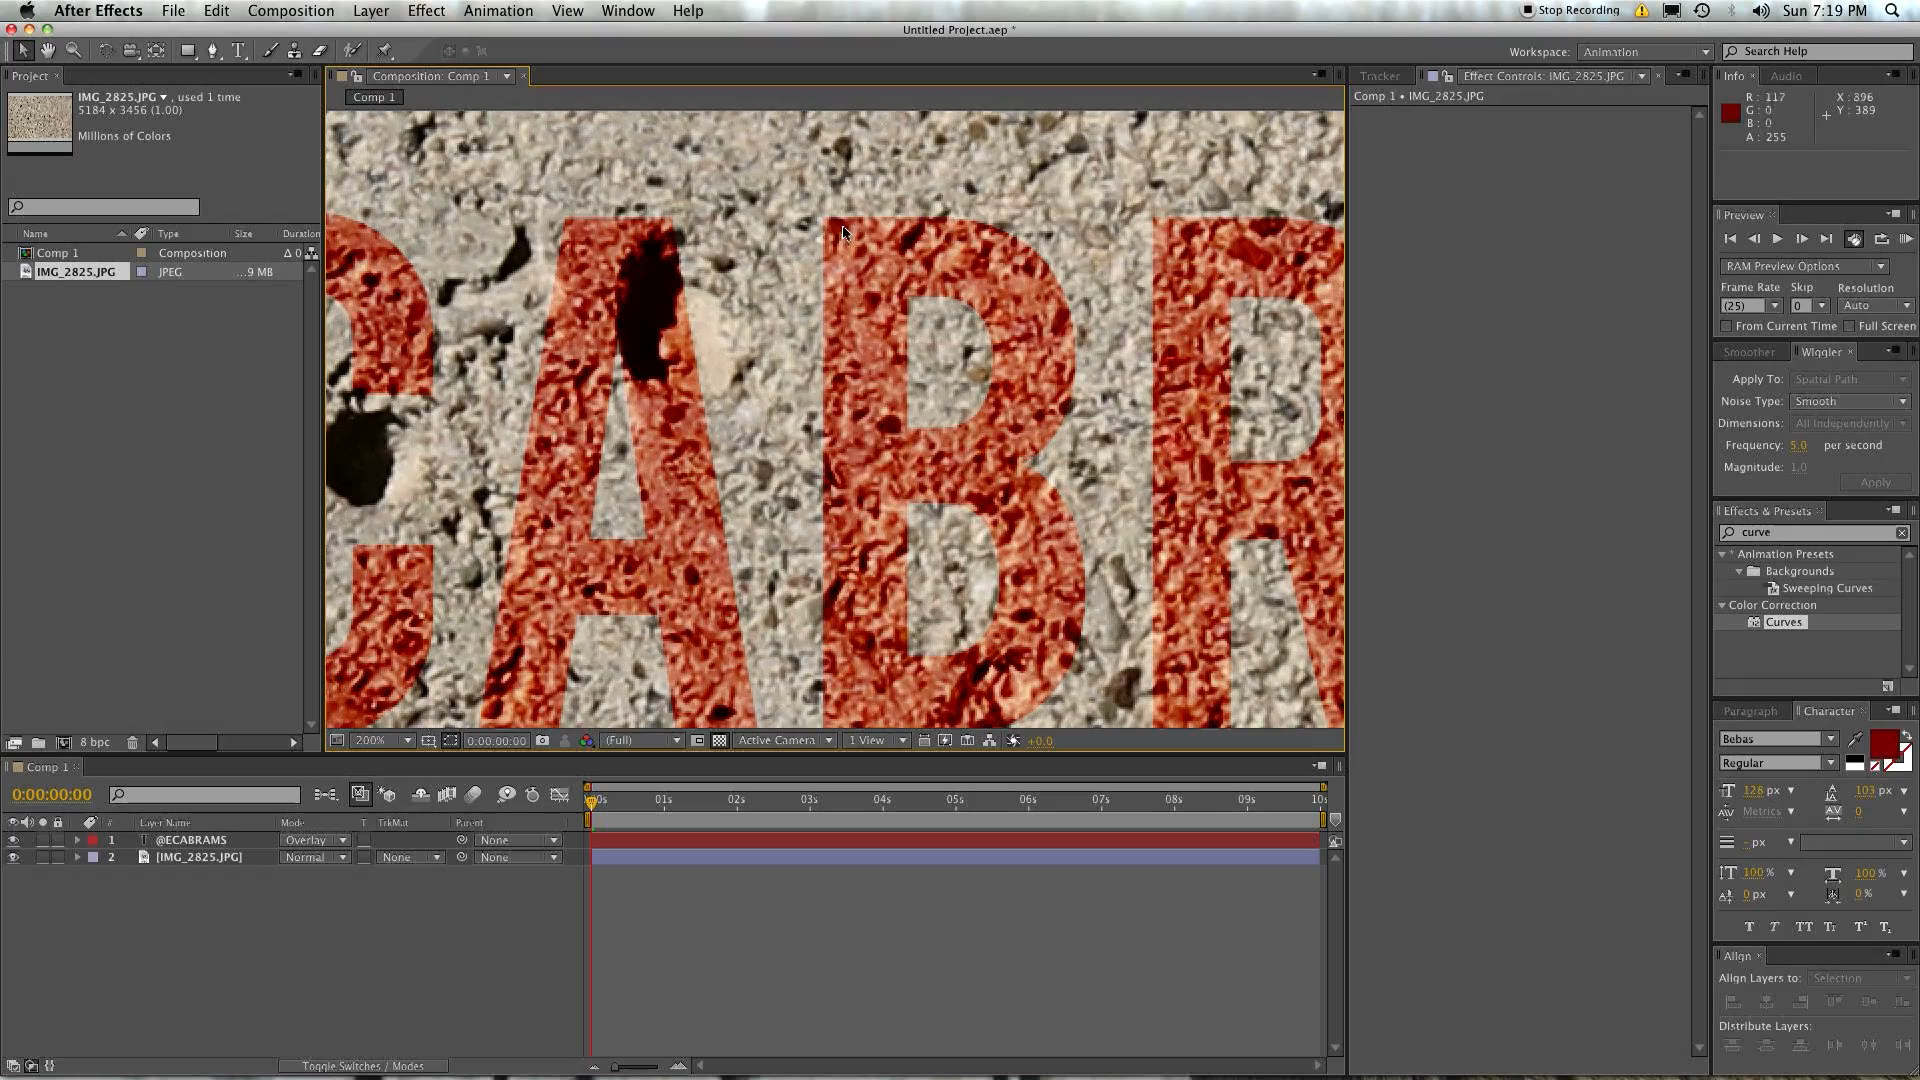 After Effects File Edit Composition Layer Effect Animation View Window Help
Stop Recording Sun 7:19 PM
Untitled Project.aep *
Workspace: Animation Search Help
Project
IMG_2825.JPG , used 1 time
5184 x 3456 (1.00)
Millions of Colors
Name Type Size Duration
Comp 1 Composition Δ 0
IMG_2825.JPG JPEG ...9 MB
8 bpc
Composition: Comp 1
Comp 1
CABR
200% 0:00:00:00 (Full) Active Camera 1 View +0.0
Tracker Effect Controls: IMG_2825.JPG
Comp 1 • IMG_2825.JPG
Info Audio
R : 117 X : 896
G : 0 Y : 389
B : 0
A : 255
Preview
RAM Preview Options
Frame Rate Skip Resolution
(25) 0 Auto
From Current Time Full Screen
Smoother Wiggler
Apply To: Spatial Path
Noise Type: Smooth
Dimensions: All Independently
Frequency: 5.0 per second
Magnitude: 1.0
Apply
Effects & Presets
curve
* Animation Presets
Backgrounds
Sweeping Curves
Color Correction
Curves
Paragraph Character
Bebas
Regular
128 px 103 px
Metrics 0
- px
100 % 100 %
0 px 0 %
T T TT Tr T¹ T,
Align
Align Layers to: Selection
Distribute Layers:
Comp 1
0:00:00:00
00s 01s 02s 03s 04s 05s 06s 07s 08s 09s 10s
# Layer Name Mode T TrkMat Parent
1 T @ECABRAMS Overlay None
2 [IMG_2825.JPG] Normal None None
Toggle Switches / Modes